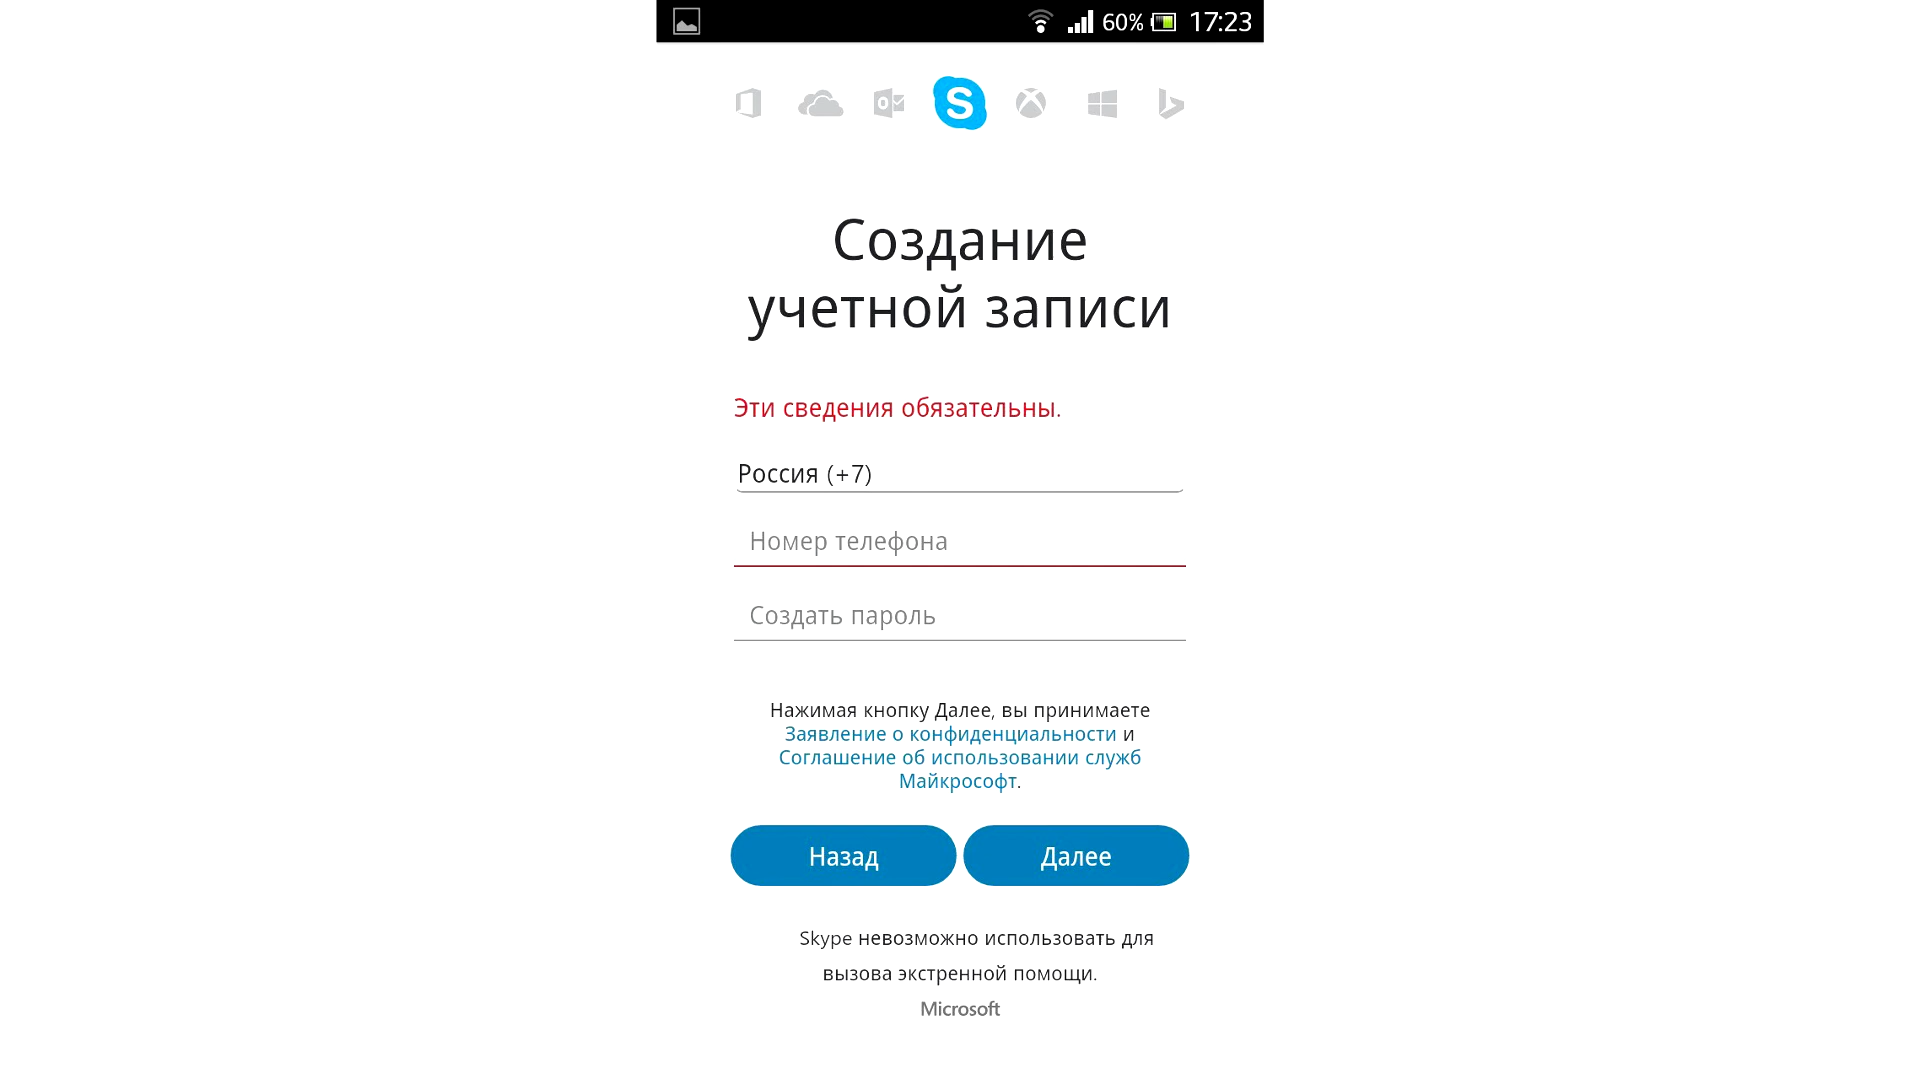 60% 17:23
Создание
учетной записи
Эти сведения обязательны.
Россия (+7)
Номер телефона
Создать пароль
Нажимая кнопку Далее, вы принимаете
Заявление о конфиденциальности и
Соглашение об использовании служб
Майкрософт.
Назад Далее
Skype невозможно использовать для
вызова экстренной помощи.
Microsoft